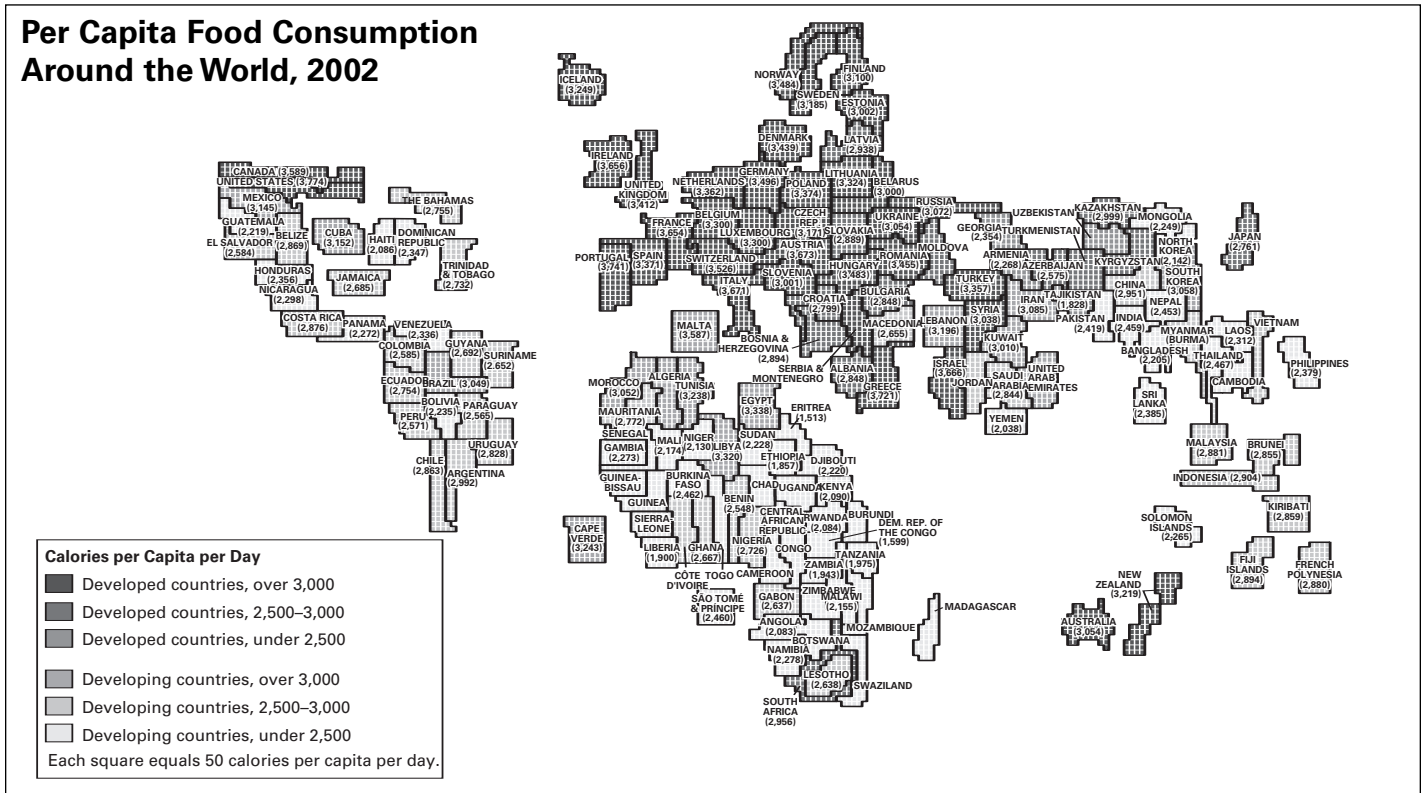 Per Capita Food Consumption
Around the World, 2002
ICELAND
(3,249)
NORWAY
(3,484)
FINLAND
(3,100)
SWEDEN
(3,185)
ESTONIA
(3,002)
DENMARK
(3,439)
LATVIA
(2,938)
IRELAND
(3,656)
UNITED
KINGDOM
(3,412)
NETHERLANDS
(3,362)
GERMANY
(3,496)
POLAND
(3,374)
LITHUANIA
(3,324)
BELARUS
(3,000)
RUSSIA
(3,072)
BELGIUM
(3,300)
LUXEMBOURG
(3,300)
CZECH
REP.
(3,171)
SLOVAKIA
(2,889)
UKRAINE
(3,054)
MOLDOVA
FRANCE
(3,654)
PORTUGAL
(3,741)
SPAIN
(3,371)
SWITZERLAND
(3,526)
AUSTRIA
(3,673)
HUNGARY
(3,483)
ROMANIA
(3,455)
ITALY
(3,671)
SLOVENIA
(3,001)
CROATIA
(2,799)
BULGARIA
(2,848)
MALTA
(3,587)
BOSNIA &
HERZEGOVINA
(2,894)
SERBIA &
MONTENEGRO
MACEDONIA
(2,655)
ALBANIA
(2,848)
GREECE
(3,721)
CANADA (3,589)
UNITED STATES (3,774)
MEXICO
(3,145)
THE BAHAMAS
(2,755)
GUATEMALA
(2,219)
BELIZE
(2,869)
EL SALVADOR
(2,584)
CUBA
(3,152)
HAITI
(2,086)
DOMINICAN
REPUBLIC
(2,347)
HONDURAS
(2,356)
JAMAICA
(2,685)
TRINIDAD
& TOBAGO
(2,732)
NICARAGUA
(2,298)
COSTA RICA
(2,876)
PANAMA
(2,272)
VENEZUELA
(2,336)
COLOMBIA
(2,585)
GUYANA
(2,692)
SURINAME
(2,652)
ECUADOR
(2,754)
BRAZIL (3,049)
BOLIVIA
(2,235)
PARAGUAY
(2,565)
PERU
(2,571)
URUGUAY
(2,828)
CHILE
(2,863)
ARGENTINA
(2,992)
GEORGIA
(2,354)
UZBEKISTAN
TURKMENISTAN
KAZAKHSTAN
(2,999)
MONGOLIA
(2,249)
ARMENIA
(2,268)
AZERBAIJAN
(2,575)
KYRGYZSTAN
NORTH
KOREA
(2,142)
SOUTH
KOREA
(3,058)
JAPAN
(2,761)
TURKEY
(3,357)
SYRIA
(3,038)
IRAN
(3,085)
TAJIKISTAN
(1,828)
CHINA
(2,951)
NEPAL
(2,453)
LEBANON
(3,196)
KUWAIT
(3,010)
PAKISTAN
(2,419)
INDIA
(2,459)
BANGLADESH
(2,205)
MYANMAR
(BURMA)
LAOS
(2,312)
VIETNAM
THAILAND
(2,467)
CAMBODIA
PHILIPPINES
(2,379)
ISRAEL
(3,666)
JORDAN
SAUDI
ARABIA
(2,844)
UNITED
ARAB
EMIRATES
YEMEN
(2,038)
SRI
LANKA
(2,385)
MALAYSIA
(2,881)
BRUNEI
(2,855)
INDONESIA (2,904)
MOROCCO
(3,052)
ALGERIA
TUNISIA
(3,238)
EGYPT
(3,338)
ERITREA
(1,513)
MAURITANIA
(2,772)
SENEGAL
GAMBIA
(2,273)
MALI
(2,174)
NIGER
(2,130)
LIBYA
(3,320)
SUDAN
(2,228)
ETHIOPIA
(1,857)
DJIBOUTI
(2,220)
GUINEA-
BISSAU
GUINEA
BURKINA
FASO
(2,462)
BENIN
(2,548)
CHAD
UGANDA
KENYA
(2,090)
SIERRA-
LEONE
LIBERIA
(1,900)
CAPE
VERDE
(3,243)
GHANA
(2,667)
NIGERIA
(2,726)
CENTRAL
AFRICAN
REPUBLIC
RWANDA
(2,084)
BURUNDI
DEM. REP. OF
THE CONGO
(1,599)
CONGO
TANZANIA
(1,975)
CÔTE
D'IVOIRE
TOGO
CAMEROON
ZAMBIA
(1,943)
SÃO TOMÉ
& PRÍNCIPE
(2,460)
GABON
(2,637)
ZIMBABWE
MALAWI
(2,155)
ANGOLA
(2,083)
MOZAMBIQUE
MADAGASCAR
BOTSWANA
NAMIBIA
(2,278)
LESOTHO
(2,638)
SWAZILAND
SOUTH
AFRICA
(2,956)
SOLOMON
ISLANDS
(2,265)
KIRIBATI
(2,859)
FIJI
ISLANDS
(2,894)
FRENCH
POLYNESIA
(2,880)
NEW
ZEALAND
(3,219)
AUSTRALIA
(3,054)
Calories per Capita per Day
Developed countries, over 3,000
Developed countries, 2,500–3,000
Developed countries, under 2,500
Developing countries, over 3,000
Developing countries, 2,500–3,000
Developing countries, under 2,500
Each square equals 50 calories per capita per day.